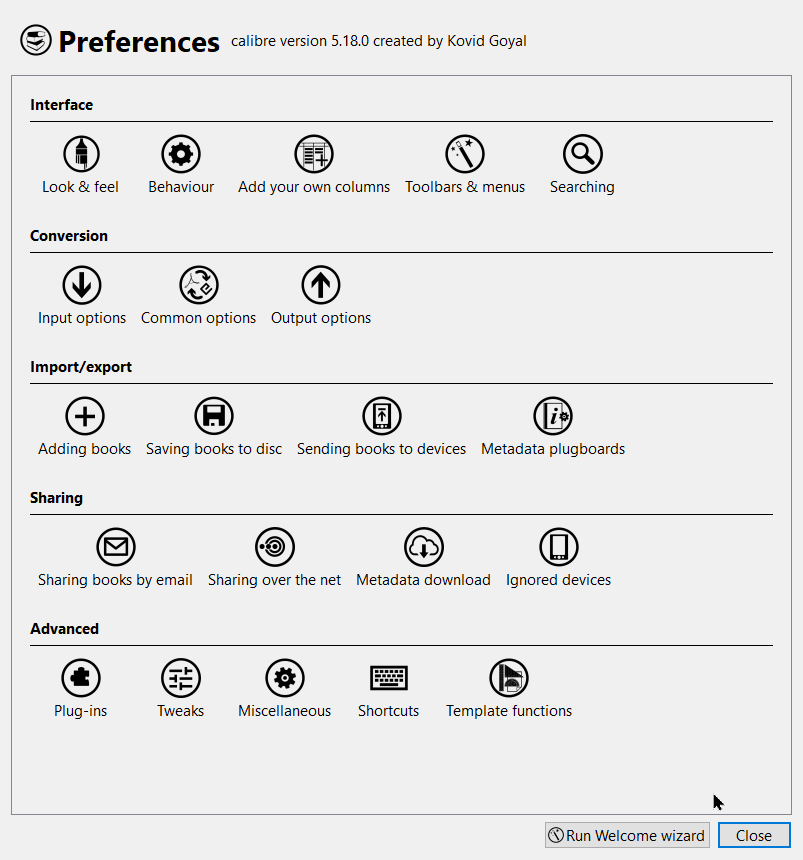 Preferences calibre version 5.18.0 created by Kovid Goyal
Interface
Look & feel Behaviour Add your own columns Toolbars & menus Searching
Conversion
Input options Common options Output options
Import/export
Adding books Saving books to disc Sending books to devices Metadata plugboards
Sharing
Sharing books by email Sharing over the net Metadata download Ignored devices
Advanced
Plug-ins Tweaks Miscellaneous Shortcuts Template functions
Run Welcome wizard Close